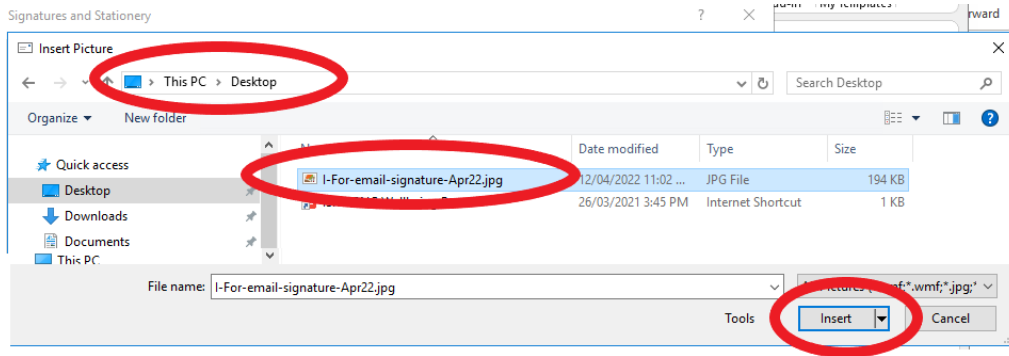 Signatures and Stationery ? rward
Insert Picture
This PC > Desktop Search Desktop
Organize New folder ?
Date modified Type Size
Quick access
I-For-email-signature-Apr22.jpg 12/04/2022 11:02 ... JPG File 194 KB
Desktop
26/03/2021 3:45 PM Internet Shortcut 1 KB
Downloads
Documents
This PC
File name: I-For-email-signature-Apr22.jpg
Tools Insert Cancel